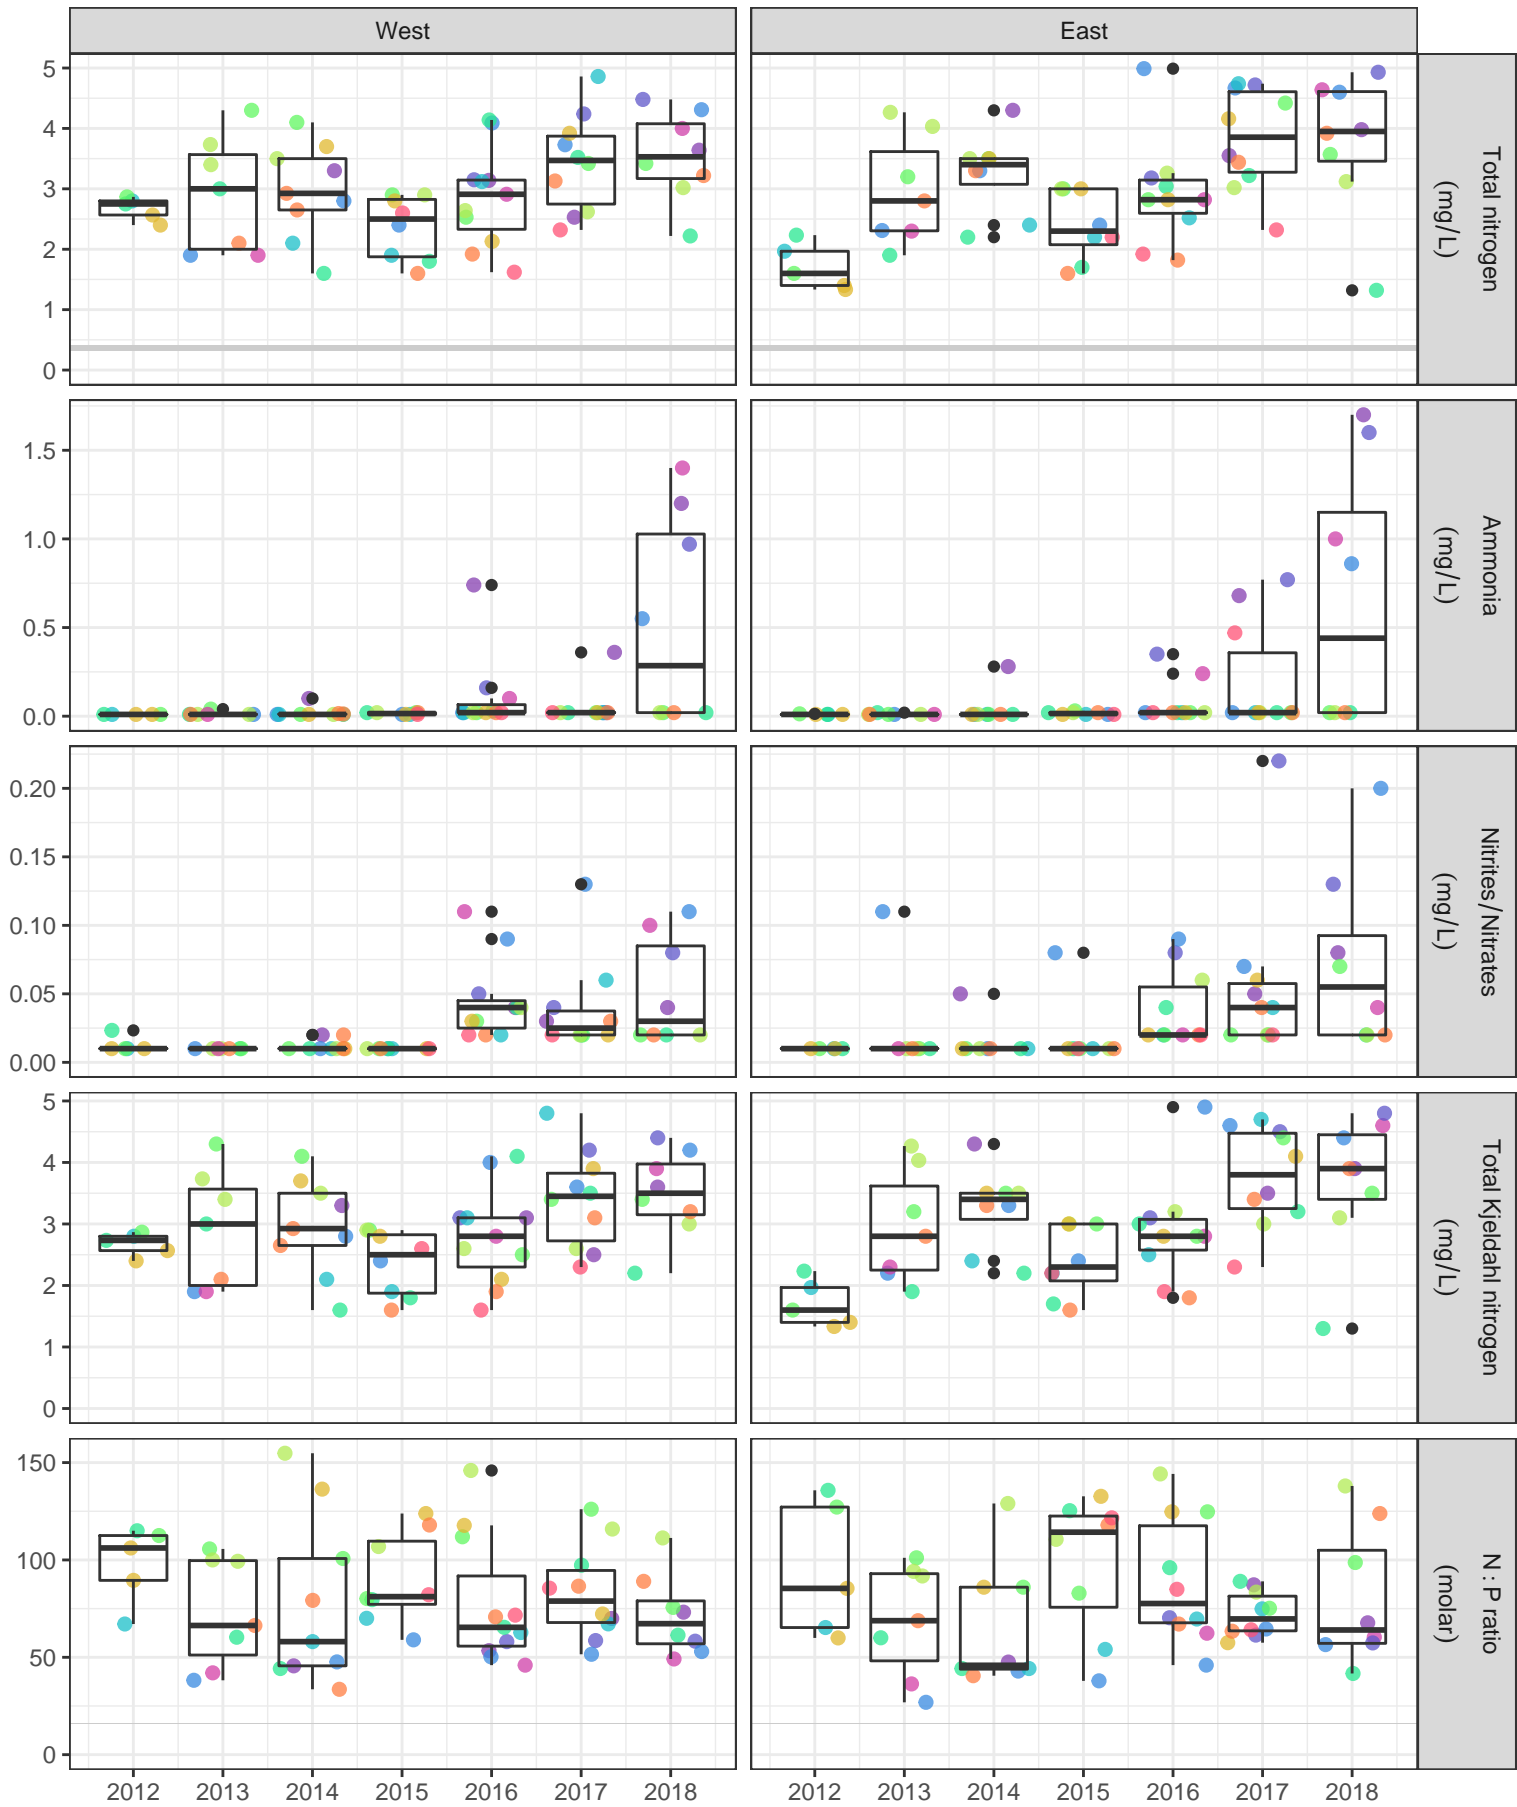 West
East
5
4
3
2
1
0
Total nitrogen
(mg/L)
1.5
1.0
0.5
0.0
Ammonia
(mg/L)
0.20
0.15
0.10
0.05
0.00
Nitrites/Nitrates
(mg/L)
5
4
3
2
1
0
Total Kjeldahl nitrogen
(mg/L)
150
100
50
0
N : P ratio
(molar)
2012 2013 2014 2015 2016 2017 2018
2012 2013 2014 2015 2016 2017 2018